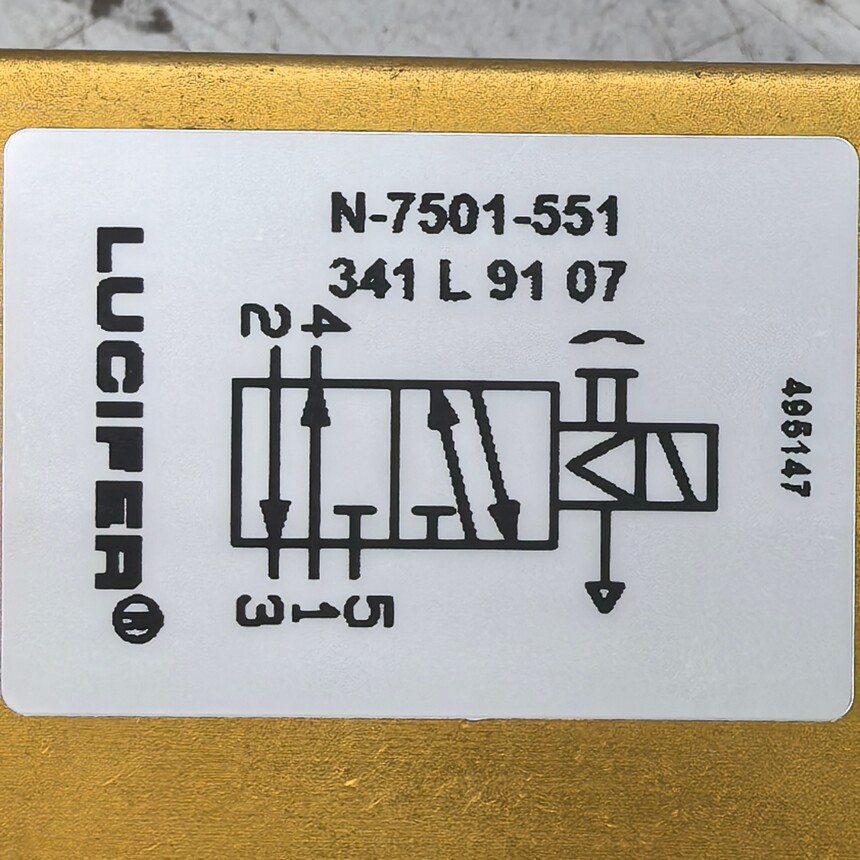 N-7501-551
341 L 91 07
LUCIFER®
2 4
3 1 5
495147